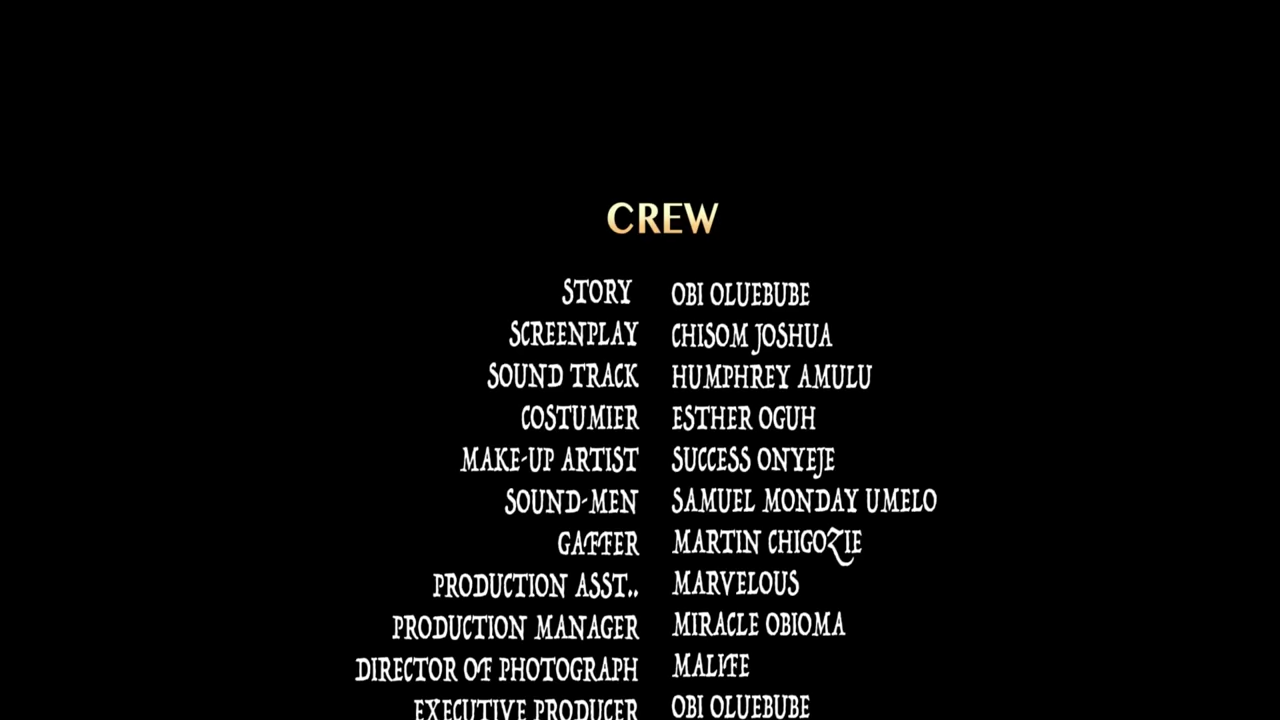 CREW
STORY OBI OLUEBUBE
SCREENPLAY CHISOM JOSHUA
SOUND TRACK HUMPHREY AMULU
COSTUMIER ESTHER OGUH
MAKE-UP ARTIST SUCCESS ONYEJE
SOUND-MEN SAMUEL MONDAY UMELO
GAFFER MARTIN CHIGOZIE
PRODUCTION ASST.. MARVELOUS
PRODUCTION MANAGER MIRACLE OBIOMA
DIRECTOR OF PHOTOGRAPH MALIFE
EXECUTIVE PRODUCER OBI OLUEBUBE